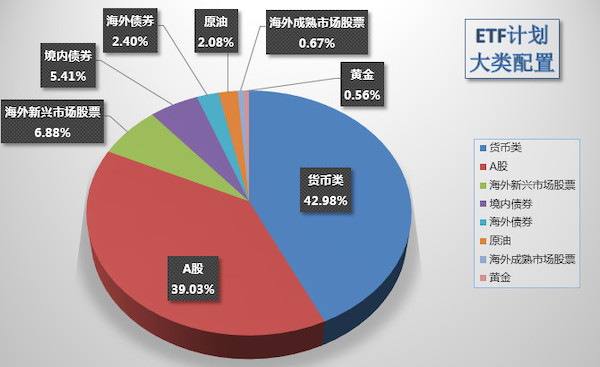 ETF计划
大类配置
海外债券
2.40%
原油
2.08%
海外成熟市场股票
0.67%
境内债券
5.41%
黄金
0.56%
海外新兴市场股票
6.88%
货币类
42.98%
A股
39.03%
货币类
A股
海外新兴市场股票
境内债券
海外债券
原油
海外成熟市场股票
黄金